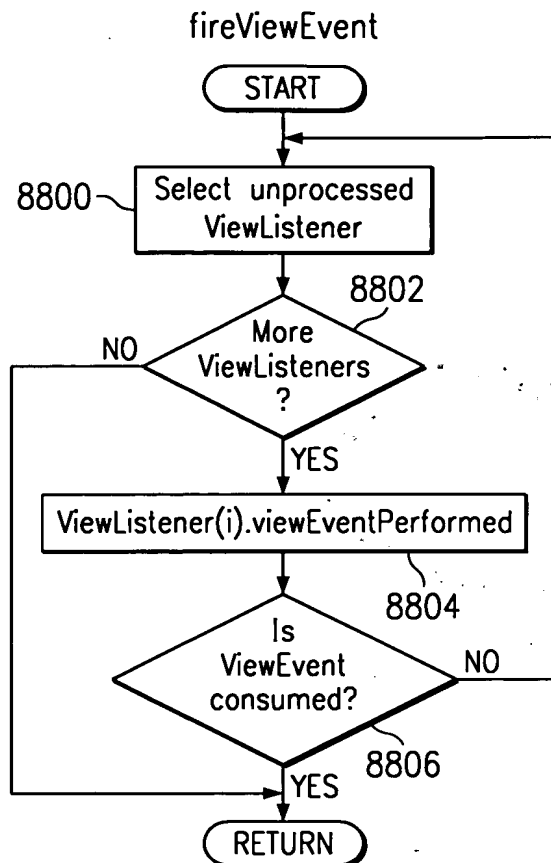 fireViewEvent
START
8800
Select unprocessed
ViewListener
8802
More
ViewListeners
?
NO
YES
ViewListener(i).viewEventPerformed
8804
Is
ViewEvent
consumed?
NO
8806
YES
RETURN